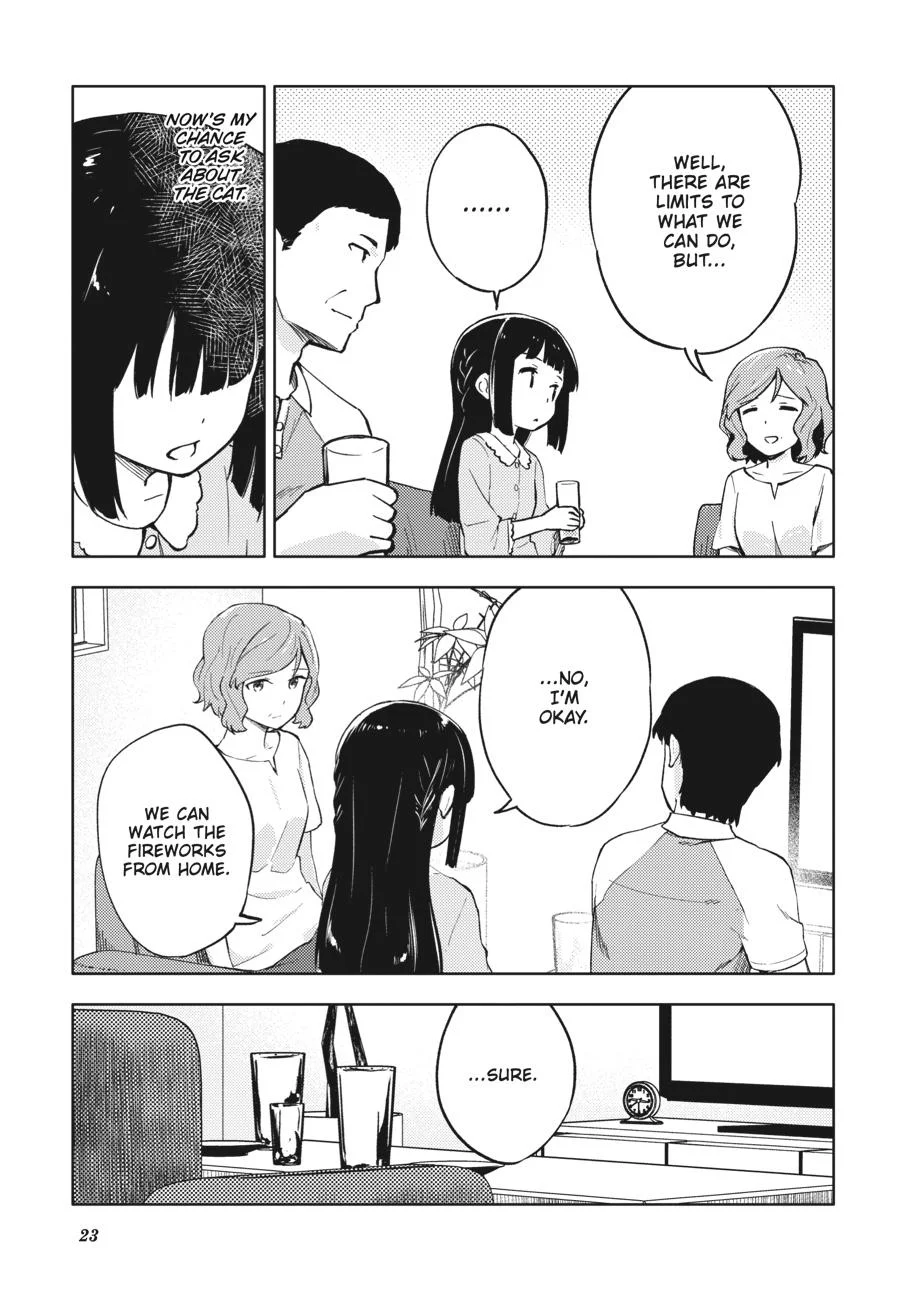 WELL,
THERE ARE
LIMITS TO
WHAT WE
CAN DO,
BUT...
......
NOW'S MY
CHANCE
TO ASK
ABOUT
THE CAT.
...NO,
I'M
OKAY.
WE CAN
WATCH THE
FIREWORKS
FROM HOME.
...SURE.
23